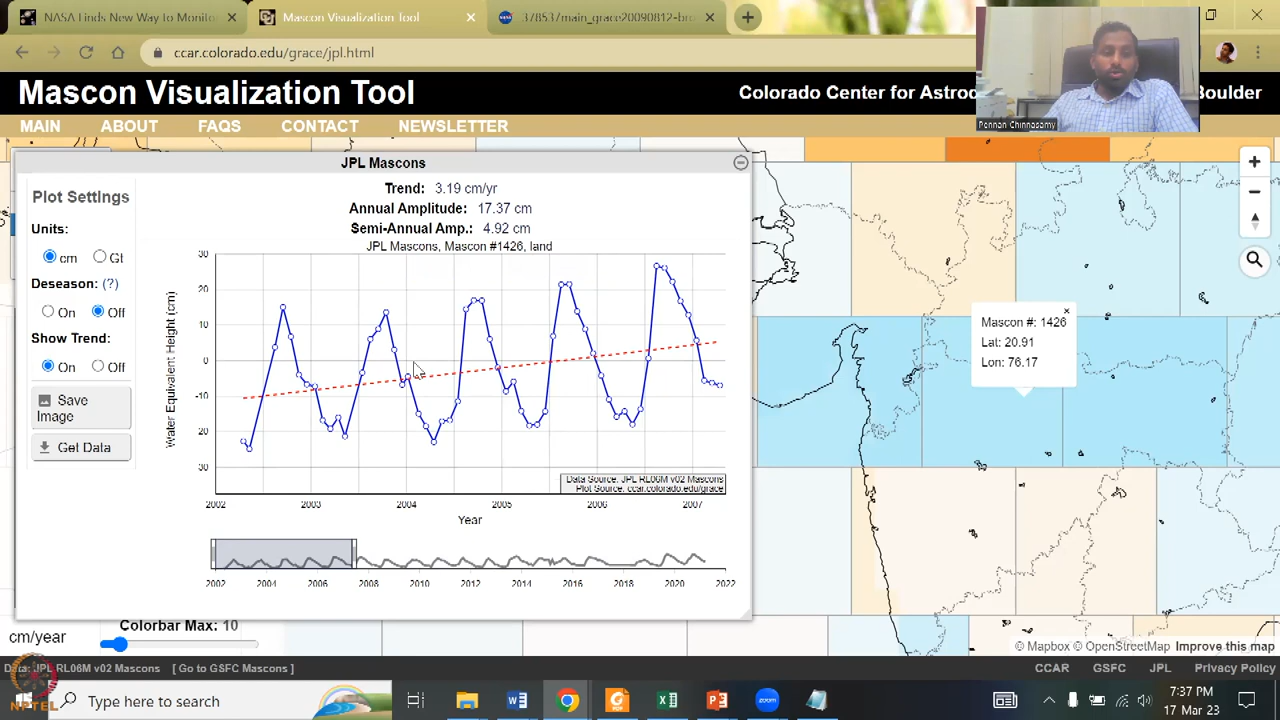 NASA Finds New Way to Monito
Mascon Visualization Tool
378537main_grace20090812-bro
ccar.colorado.edu/grace/jpl.html
Mascon Visualization Tool
Colorado Center for Astro
Boulder
MAIN
ABOUT
FAQS
CONTACT
NEWSLETTER
Pennan Chinnasamy
JPL Mascons
Plot Settings
Units:
cm
Gt
Deseason: (?)
On
Off
Show Trend:
On
Off
Save Image
Get Data
Trend: 3.19 cm/yr
Annual Amplitude: 17.37 cm
Semi-Annual Amp.: 4.92 cm
JPL Mascons, Mascon #1426, land
30
20
10
0
-10
20
30
Water Equivalent Height (cm)
Data Source: JPL RL06M v02 Mascons
Plot Source: ccar.colorado.edu/grace
2002
2003
2004
2005
2006
2007
Year
2002
2004
2006
2008
2010
2012
2014
2016
2018
2020
2022
Mascon #: 1426
Lat: 20.91
Lon: 76.17
Colorbar Max: 10
cm/year
© Mapbox © OpenStreetMap Improve this map
Data: JPL RL06M v02 Mascons [ Go to GSFC Mascons ]
CCAR
GSFC
JPL
Privacy Policy
NPTEL
Type here to search
7:37 PM
17 Mar 23